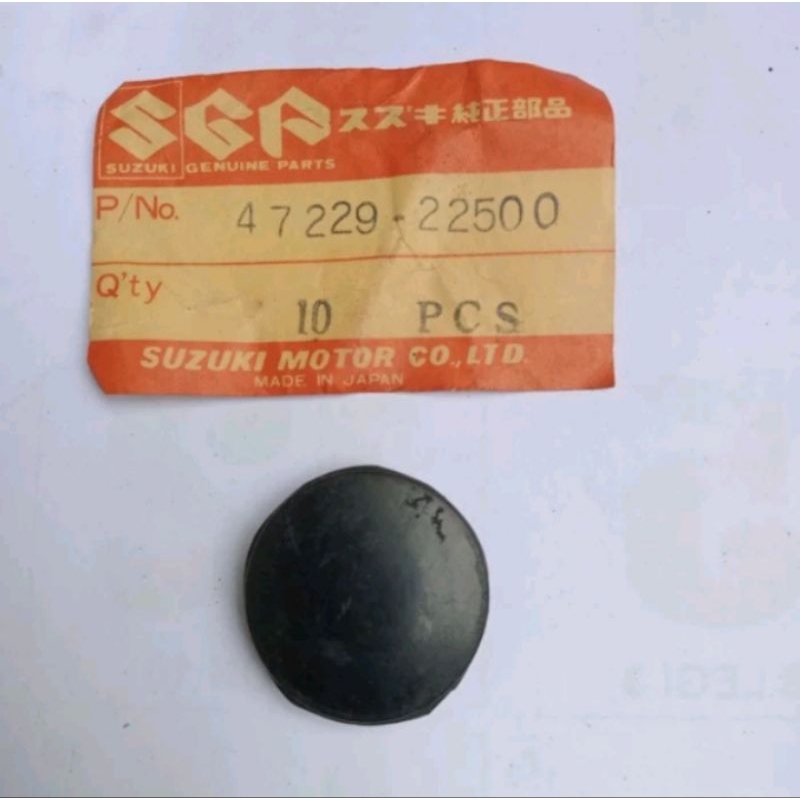 SGP スズキ純正部品
SUZUKI GENUINE PARTS
P/No. 47229-22500
Q'ty 10 PCS
SUZUKI MOTOR CO., LTD.
MADE IN JAPAN